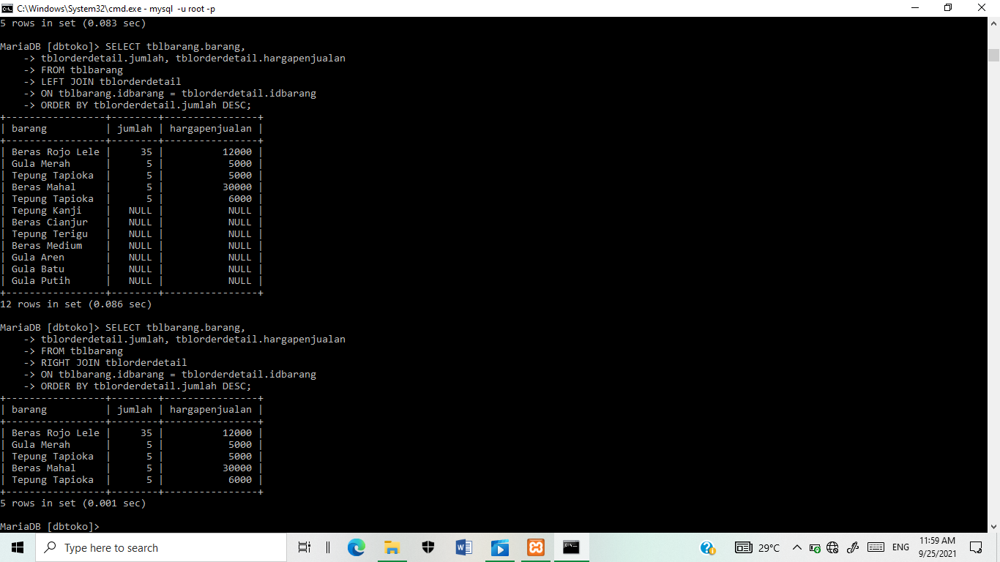 C:\Windows\System32\cmd.exe - mysql  -u root -p
5 rows in set (0.083 sec)
MariaDB [dbtoko]> SELECT tblbarang.barang,
    -> tblorderdetail.jumlah, tblorderdetail.hargapenjualan
    -> FROM tblbarang
    -> LEFT JOIN tblorderdetail
    -> ON tblbarang.idbarang = tblorderdetail.idbarang
    -> ORDER BY tblorderdetail.jumlah DESC;
+-----------------+--------+----------------+
| barang          | jumlah | hargapenjualan |
+-----------------+--------+----------------+
| Beras Rojo Lele |     35 |          12000 |
| Gula Merah      |      5 |           5000 |
| Tepung Tapioka  |      5 |           5000 |
| Beras Mahal     |      5 |          30000 |
| Tepung Tapioka  |      5 |           6000 |
| Tepung Kanji    |   NULL |           NULL |
| Beras Cianjur   |   NULL |           NULL |
| Tepung Terigu   |   NULL |           NULL |
| Beras Medium    |   NULL |           NULL |
| Gula Aren       |   NULL |           NULL |
| Gula Batu       |   NULL |           NULL |
| Gula Putih      |   NULL |           NULL |
+-----------------+--------+----------------+
12 rows in set (0.086 sec)
MariaDB [dbtoko]> SELECT tblbarang.barang,
    -> tblorderdetail.jumlah, tblorderdetail.hargapenjualan
    -> FROM tblbarang
    -> RIGHT JOIN tblorderdetail
    -> ON tblbarang.idbarang = tblorderdetail.idbarang
    -> ORDER BY tblorderdetail.jumlah DESC;
+-----------------+--------+----------------+
| barang          | jumlah | hargapenjualan |
+-----------------+--------+----------------+
| Beras Rojo Lele |     35 |          12000 |
| Gula Merah      |      5 |           5000 |
| Tepung Tapioka  |      5 |           5000 |
| Beras Mahal     |      5 |          30000 |
| Tepung Tapioka  |      5 |           6000 |
+-----------------+--------+----------------+
5 rows in set (0.001 sec)
MariaDB [dbtoko]>
Type here to search
29°C
ENG
11:59 AM
9/25/2021